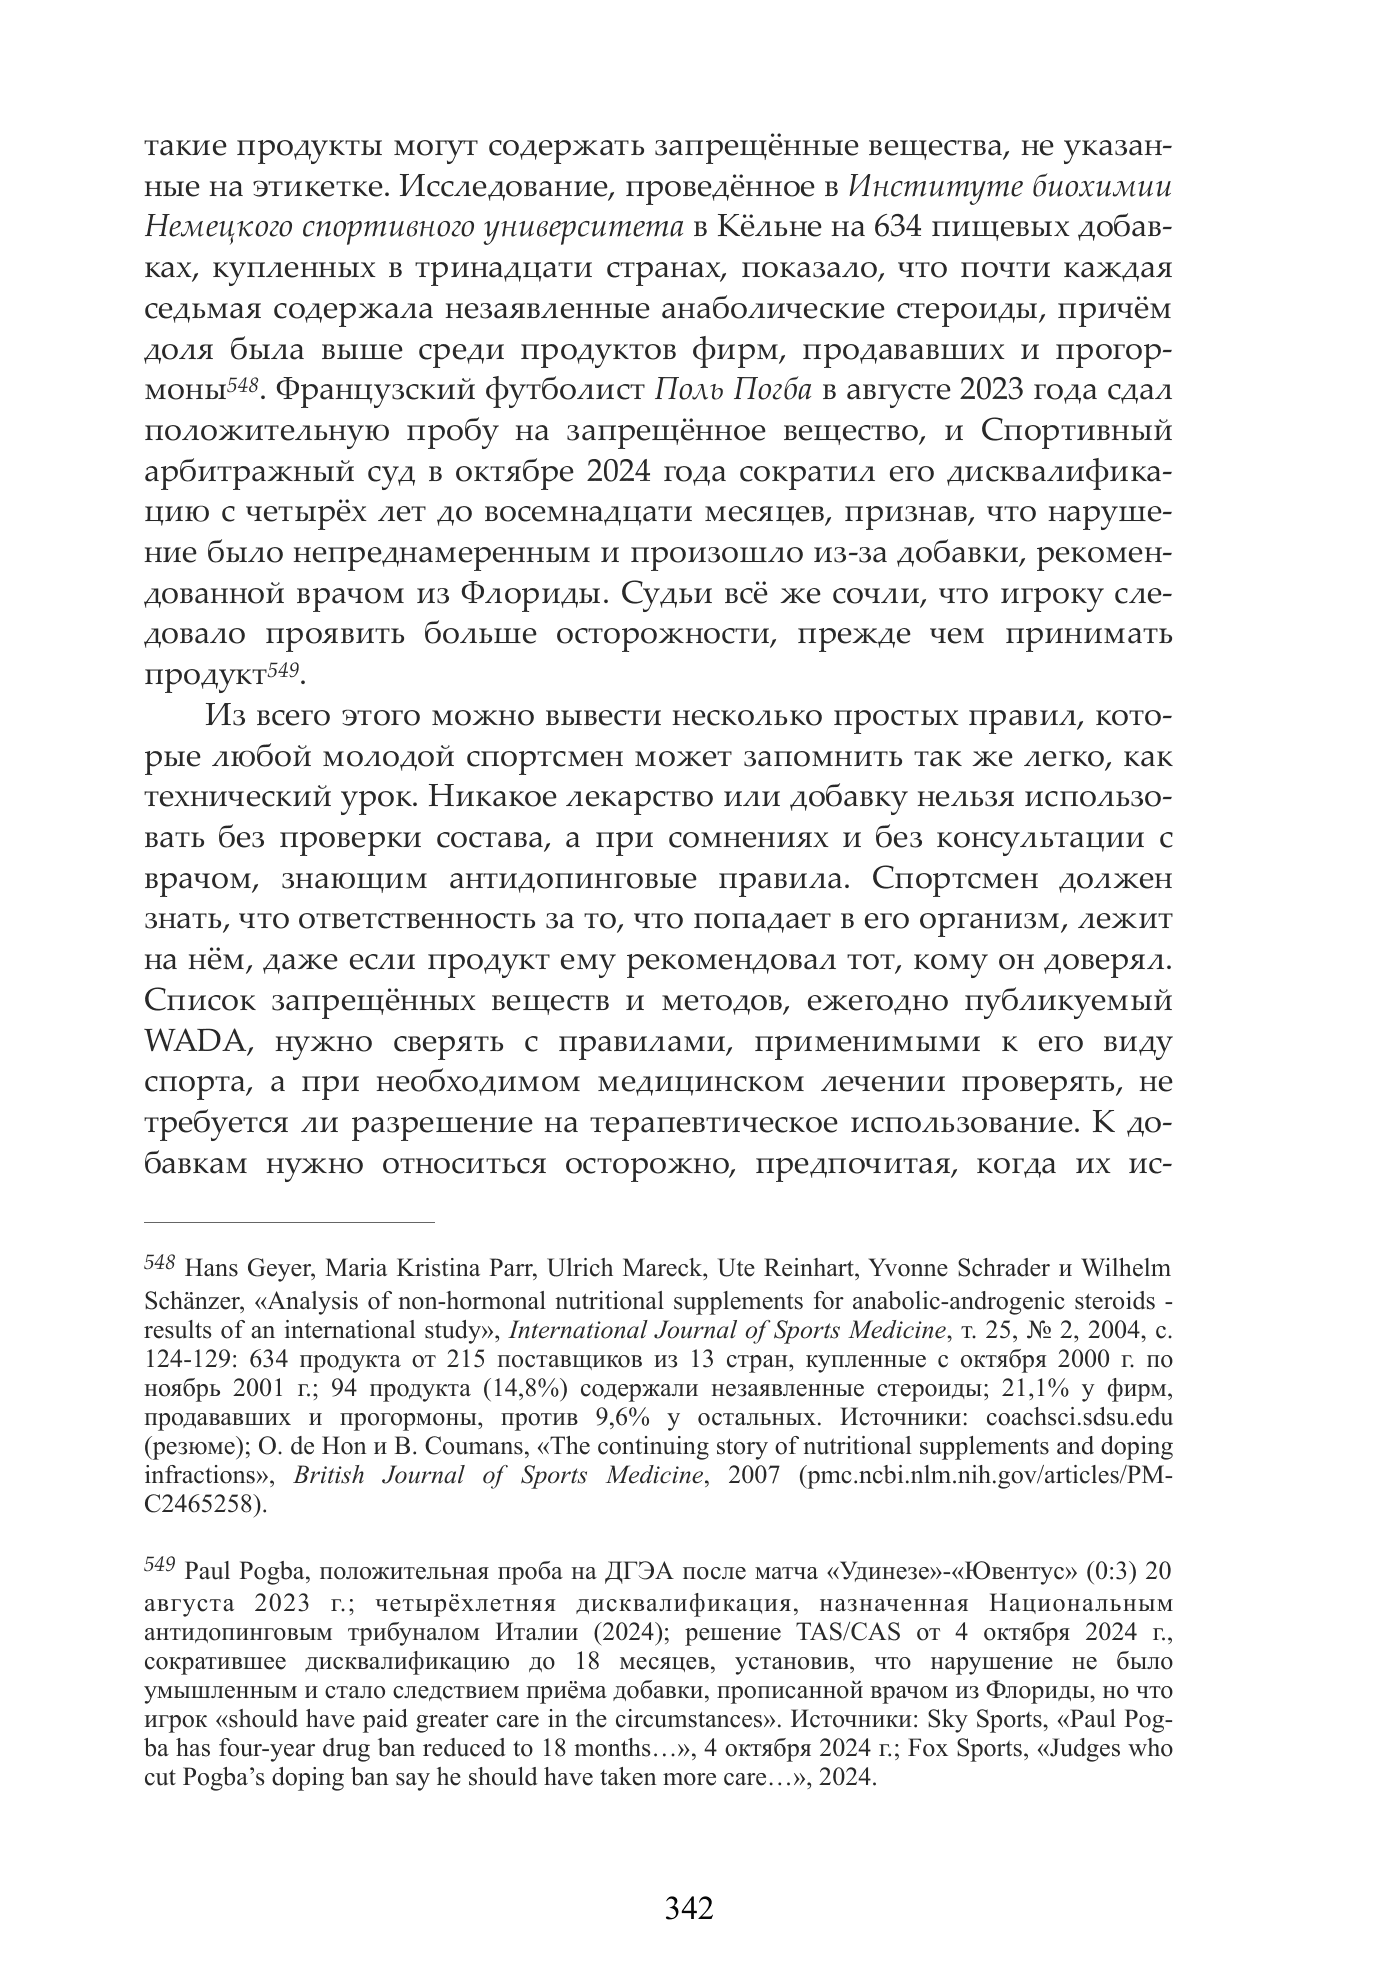 такие продукты могут содержать запрещённые вещества, не указан-
ные на этикетке. Исследование, проведённое в Институте биохимии
Немецкого спортивного университета в Кёльне на 634 пищевых добав-
ках, купленных в тринадцати странах, показало, что почти каждая
седьмая содержала незаявленные анаболические стероиды, причём
доля была выше среди продуктов фирм, продававших и прогор-
моны548. Французский футболист Поль Погба в августе 2023 года сдал
положительную пробу на запрещённое вещество, и Спортивный
арбитражный суд в октябре 2024 года сократил его дисквалифика-
цию с четырёх лет до восемнадцати месяцев, признав, что наруше-
ние было непреднамеренным и произошло из-за добавки, рекомен-
дованной врачом из Флориды. Судьи всё же сочли, что игроку сле-
довало проявить больше осторожности, прежде чем принимать
продукт549.
Из всего этого можно вывести несколько простых правил, кото-
рые любой молодой спортсмен может запомнить так же легко, как
технический урок. Никакое лекарство или добавку нельзя использо-
вать без проверки состава, а при сомнениях и без консультации с
врачом, знающим антидопинговые правила. Спортсмен должен
знать, что ответственность за то, что попадает в его организм, лежит
на нём, даже если продукт ему рекомендовал тот, кому он доверял.
Список запрещённых веществ и методов, ежегодно публикуемый
WADA, нужно сверять с правилами, применимыми к его виду
спорта, а при необходимом медицинском лечении проверять, не
требуется ли разрешение на терапевтическое использование. К до-
бавкам нужно относиться осторожно, предпочитая, когда их ис-
548 Hans Geyer, Maria Kristina Parr, Ulrich Mareck, Ute Reinhart, Yvonne Schrader и Wilhelm
Schänzer, «Analysis of non-hormonal nutritional supplements for anabolic-androgenic steroids -
results of an international study», International Journal of Sports Medicine, т. 25, № 2, 2004, с.
124-129: 634 продукта от 215 поставщиков из 13 стран, купленные с октября 2000 г. по
ноябрь 2001 г.; 94 продукта (14,8%) содержали незаявленные стероиды; 21,1% у фирм,
продававших и прогормоны, против 9,6% у остальных. Источники: coachsci.sdsu.edu
(резюме); O. de Hon и B. Coumans, «The continuing story of nutritional supplements and doping
infractions», British Journal of Sports Medicine, 2007 (pmc.ncbi.nlm.nih.gov/articles/PM-
C2465258).
549 Paul Pogba, положительная проба на ДГЭА после матча «Удинезе»-«Ювентус» (0:3) 20
августа 2023 г.; четырёхлетняя дисквалификация, назначенная Национальным
антидопинговым трибуналом Италии (2024); решение TAS/CAS от 4 октября 2024 г.,
сократившее дисквалификацию до 18 месяцев, установив, что нарушение не было
умышленным и стало следствием приёма добавки, прописанной врачом из Флориды, но что
игрок «should have paid greater care in the circumstances». Источники: Sky Sports, «Paul Pog-
ba has four-year drug ban reduced to 18 months…», 4 октября 2024 г.; Fox Sports, «Judges who
cut Pogba’s doping ban say he should have taken more care…», 2024.
342